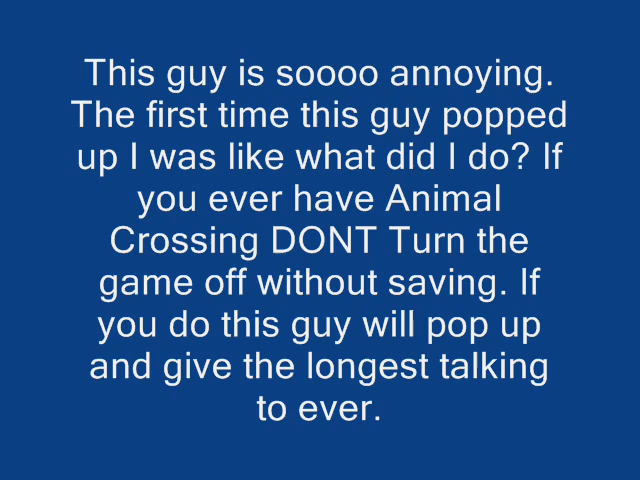 This guy is soooo annoying.
The first time this guy popped
up I was like what did I do? If
you ever have Animal
Crossing DONT Turn the
game off without saving. If
you do this guy will pop up
and give the longest talking
to ever.